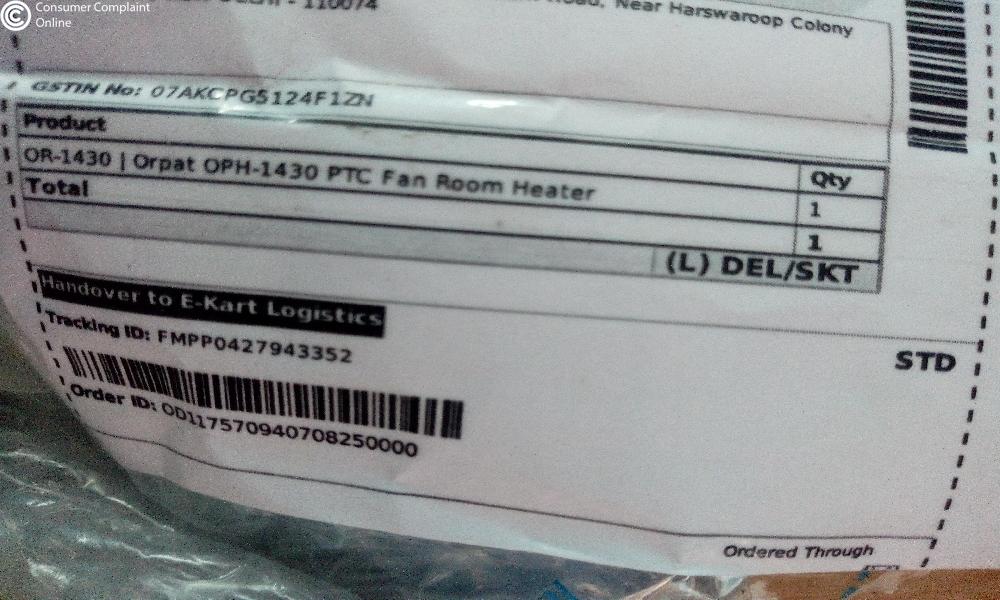 Consumer Complaint
Online
110074
Road, Near Harswaroop Colony
GSTIN No: 07AKCPG5124F1ZN
Product
Qty
OR-1430 | Orpat OPH-1430 PTC Fan Room Heater
1
Total
1
(L) DEL/SKT
Handover to E-Kart Logistics
STD
Tracking ID: FMPP0427943352
Order ID: OD117570940708250000
Ordered Through